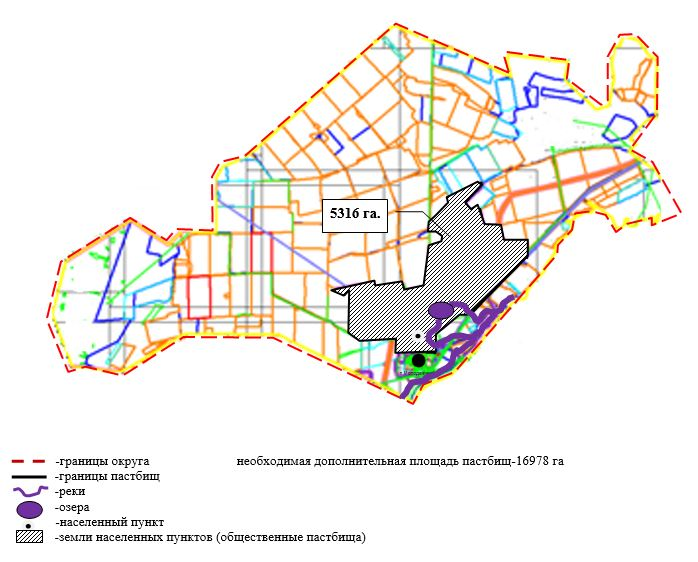 5316 га.
-границы округа
необходимая дополнительная площадь пастбищ-16978 га
-границы пастбищ
-реки
-озера
-населенный пункт
-земли населенных пунктов (общественные пастбища)